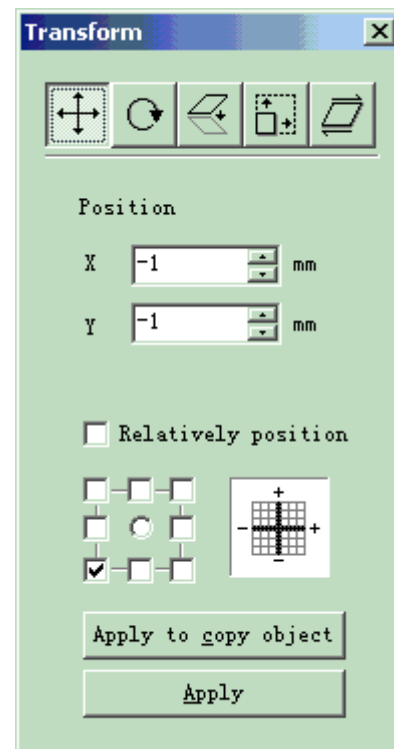 Transform
Position
X -1 mm
Y -1 mm
Relatively position
+
- +
-
Apply to copy object
Apply